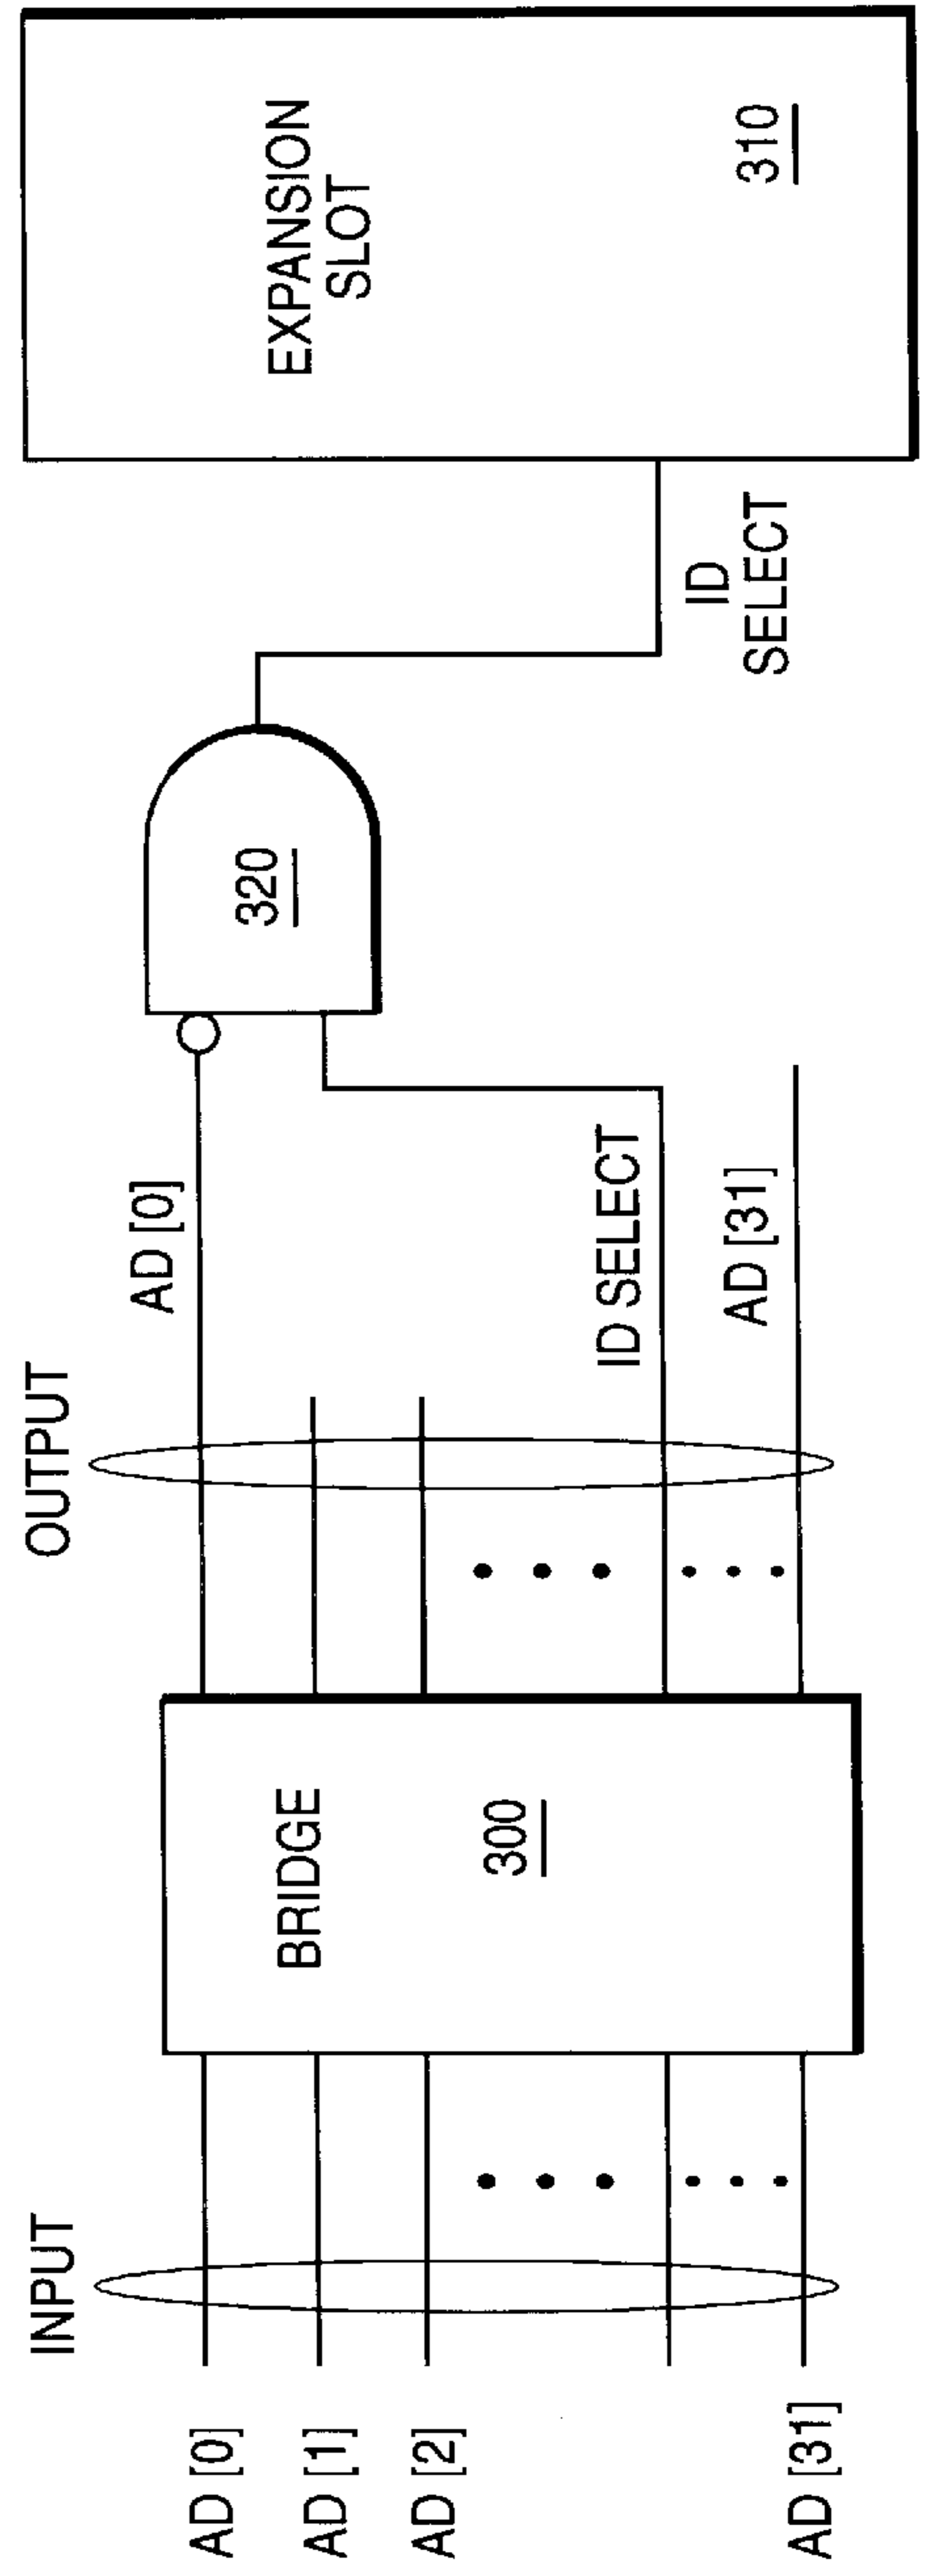 INPUT
OUTPUT
AD [0]
AD [1]
AD [2]
AD [31]
BRIDGE
300
AD [0]
ID SELECT
AD [31]
320
ID
SELECT
EXPANSION
SLOT
310